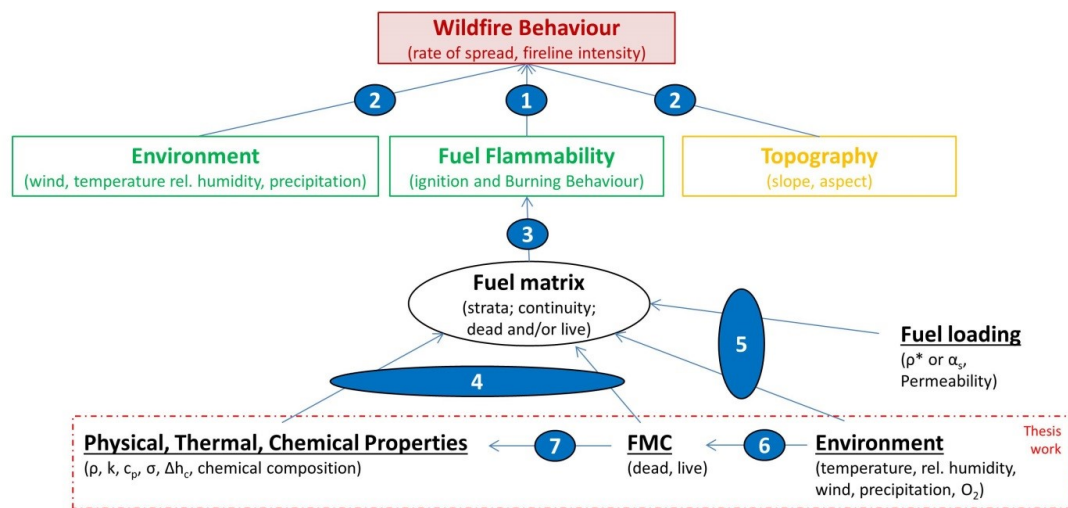 Wildfire Behaviour
(rate of spread, fireline intensity)
2
1
2
Environment
(wind, temperature rel. humidity, precipitation)
Fuel Flammability
(ignition and Burning Behaviour)
Topography
(slope, aspect)
3
Fuel matrix
(strata; continuity;
dead and/or live)
5
Fuel loading
(ρ* or αs,
Permeability)
4
Physical, Thermal, Chemical Properties
(ρ, k, cp, σ, Δhc, chemical composition)
7
FMC
(dead, live)
6
Environment
(temperature, rel. humidity,
wind, precipitation, O2)
Thesis
work